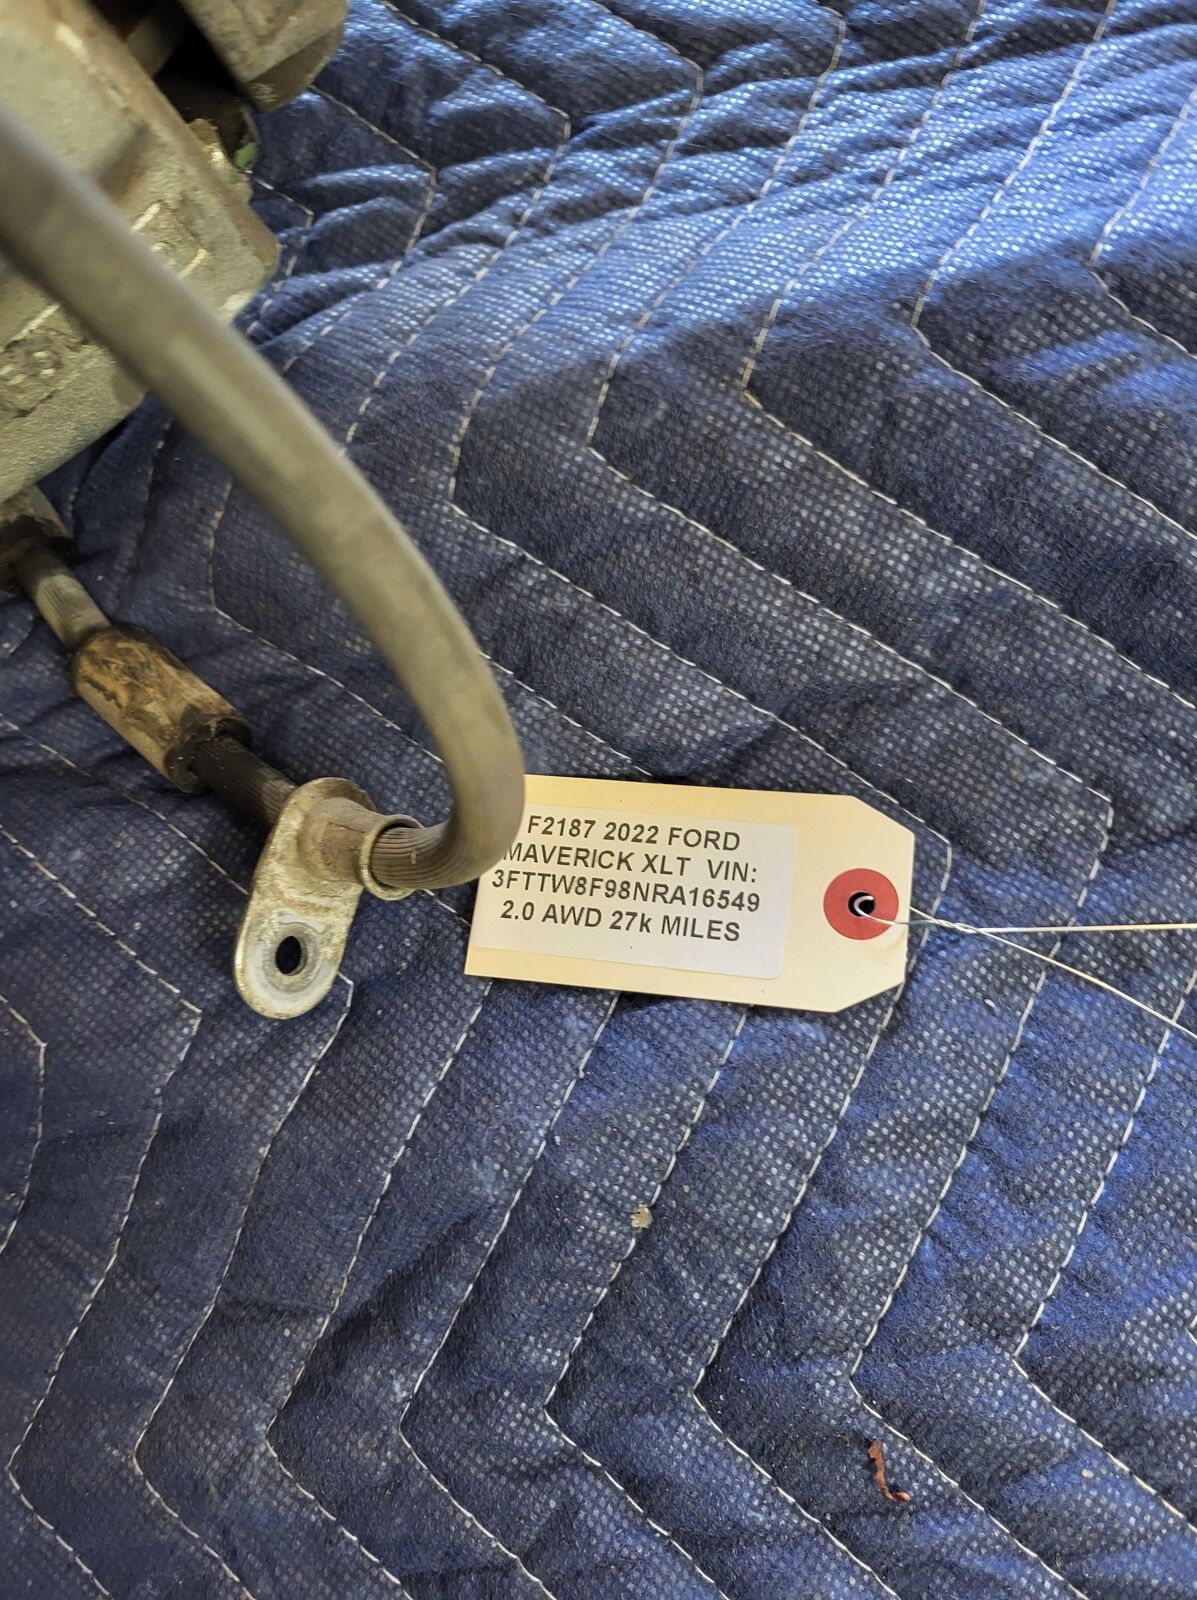 F2187 2022 FORD
MAVERICK XLT VIN:
3FTTW8F98NRA16549
2.0 AWD 27k MILES